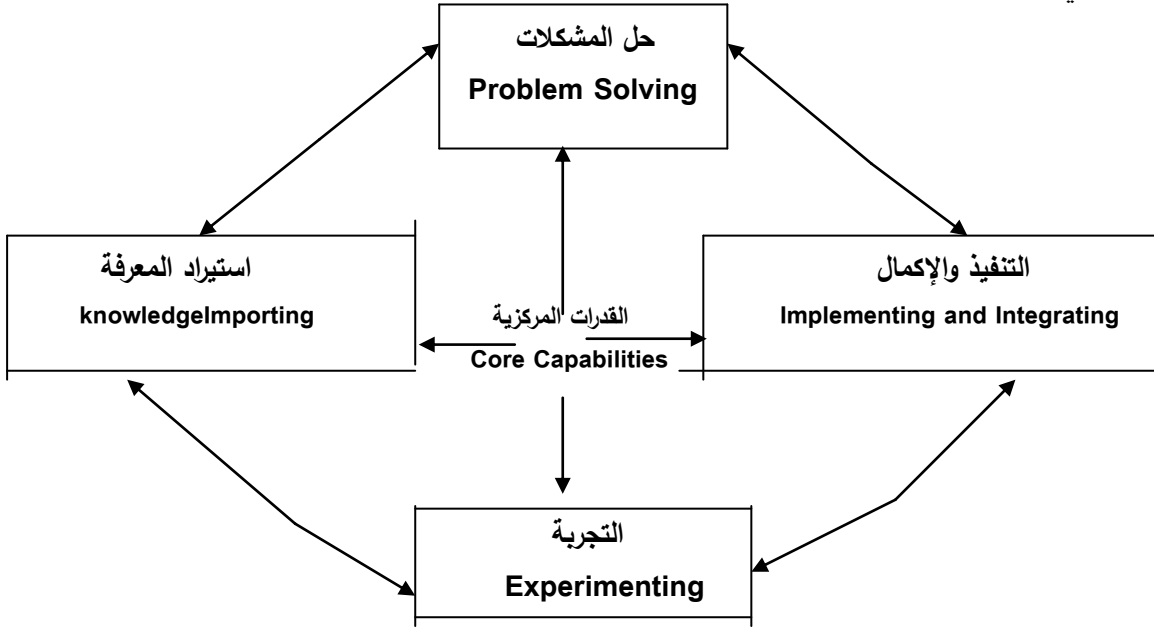 حل المشكلات
Problem Solving
استيراد المعرفة
knowledgeImporting
التنفيذ والإكمال
Implementing and Integrating
القدرات المركزية
Core Capabilities
التجربة
Experimenting